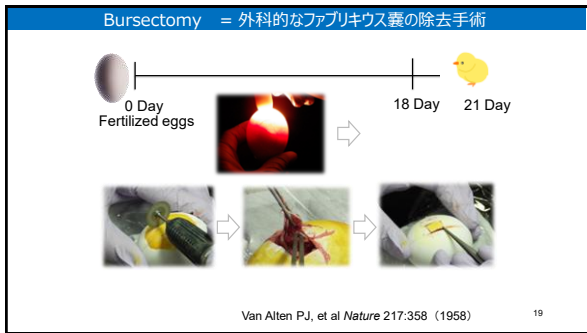 Bursectomy = 外科的なファブリキウス嚢の除去手術
0 Day
Fertilized eggs
18 Day
21 Day
Van Alten PJ, et al Nature 217:358（1958）
19